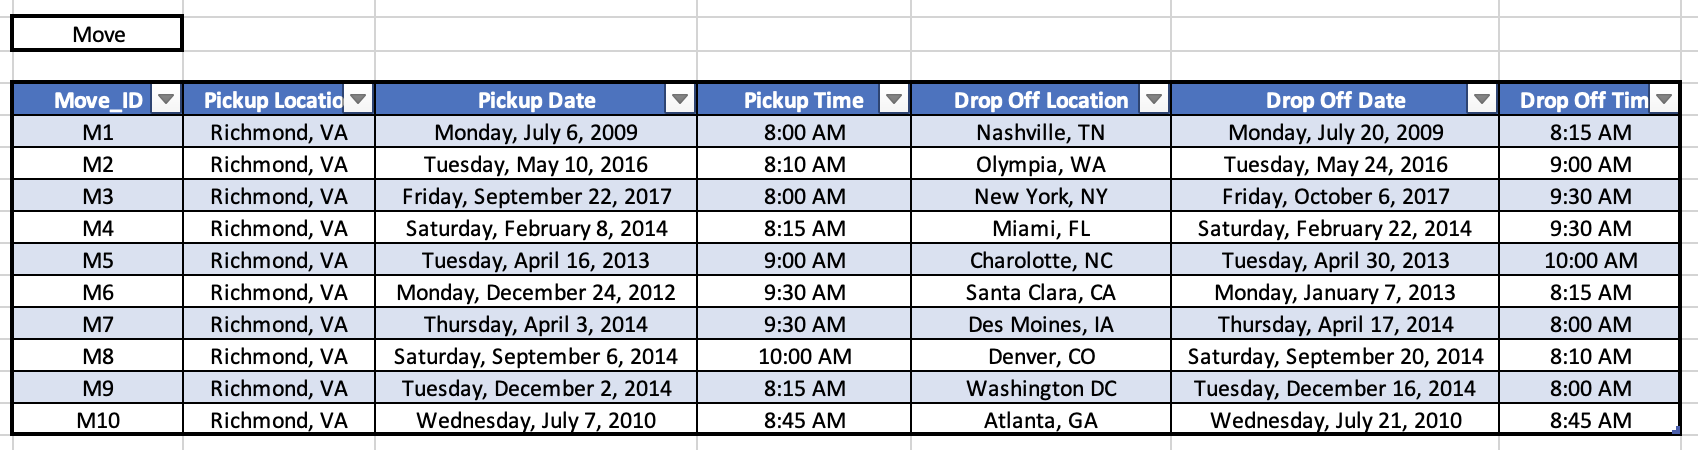 Move
Move_ID Pickup Locatio Pickup Date Pickup Time Drop Off Location Drop Off Date Drop Off Tim
M1 Richmond, VA Monday, July 6, 2009 8:00 AM Nashville, TN Monday, July 20, 2009 8:15 AM
M2 Richmond, VA Tuesday, May 10, 2016 8:10 AM Olympia, WA Tuesday, May 24, 2016 9:00 AM
M3 Richmond, VA Friday, September 22, 2017 8:00 AM New York, NY Friday, October 6, 2017 9:30 AM
M4 Richmond, VA Saturday, February 8, 2014 8:15 AM Miami, FL Saturday, February 22, 2014 9:30 AM
M5 Richmond, VA Tuesday, April 16, 2013 9:00 AM Charolotte, NC Tuesday, April 30, 2013 10:00 AM
M6 Richmond, VA Monday, December 24, 2012 9:30 AM Santa Clara, CA Monday, January 7, 2013 8:15 AM
M7 Richmond, VA Thursday, April 3, 2014 9:30 AM Des Moines, IA Thursday, April 17, 2014 8:00 AM
M8 Richmond, VA Saturday, September 6, 2014 10:00 AM Denver, CO Saturday, September 20, 2014 8:10 AM
M9 Richmond, VA Tuesday, December 2, 2014 8:15 AM Washington DC Tuesday, December 16, 2014 8:00 AM
M10 Richmond, VA Wednesday, July 7, 2010 8:45 AM Atlanta, GA Wednesday, July 21, 2010 8:45 AM